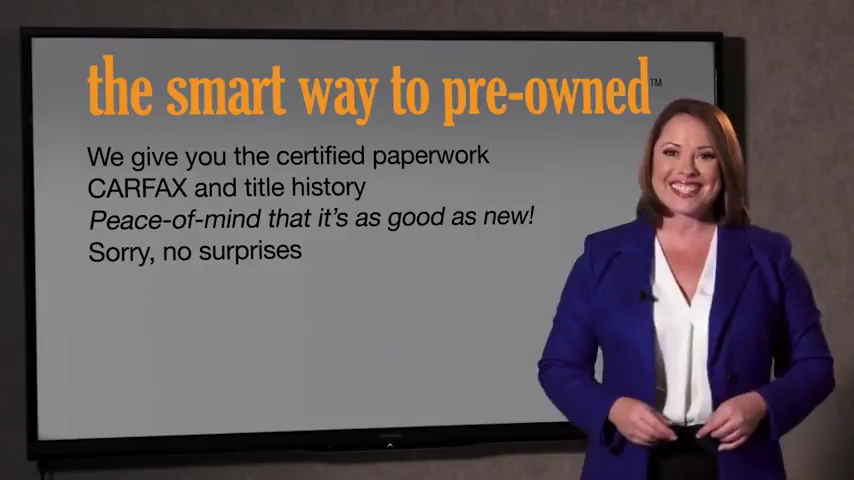 the smart way to pre-owned™
We give you the certified paperwork
CARFAX and title history
Peace-of-mind that it's as good as new!
Sorry, no surprises